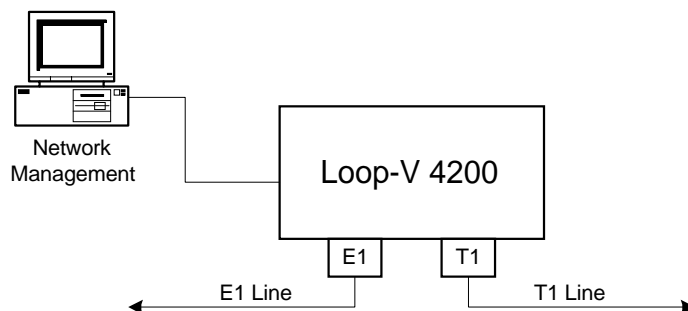 Network
Management
Loop-V 4200
E1
T1
E1 Line
T1 Line